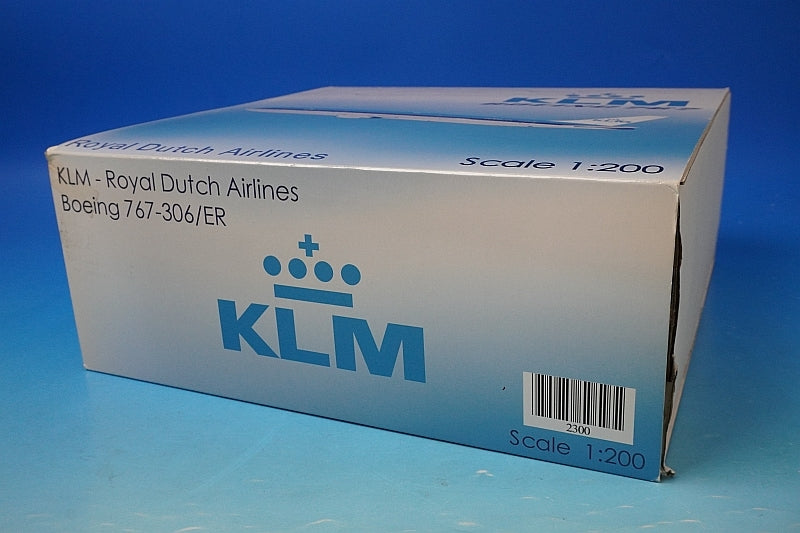 KLM
Royal Dutch Airlines
Scale 1:200
KLM - Royal Dutch Airlines
Boeing 767-306/ER
KLM
2300
Scale 1:200